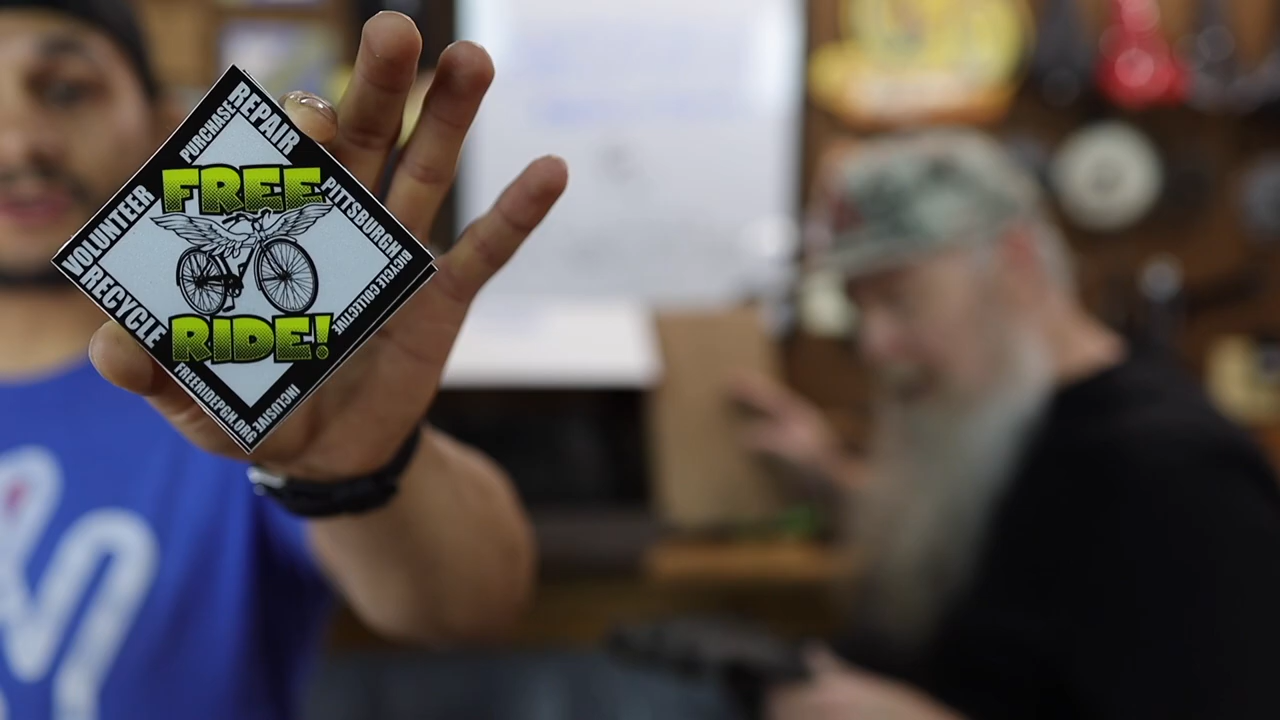 PURCHASE
REPAIR
FREE
PITTSBURGH
BICYCLE COLLECTIVE
VOLUNTEER
RECYCLE
RIDE!
FREERIDEPGH.ORG
INCLUSIVE